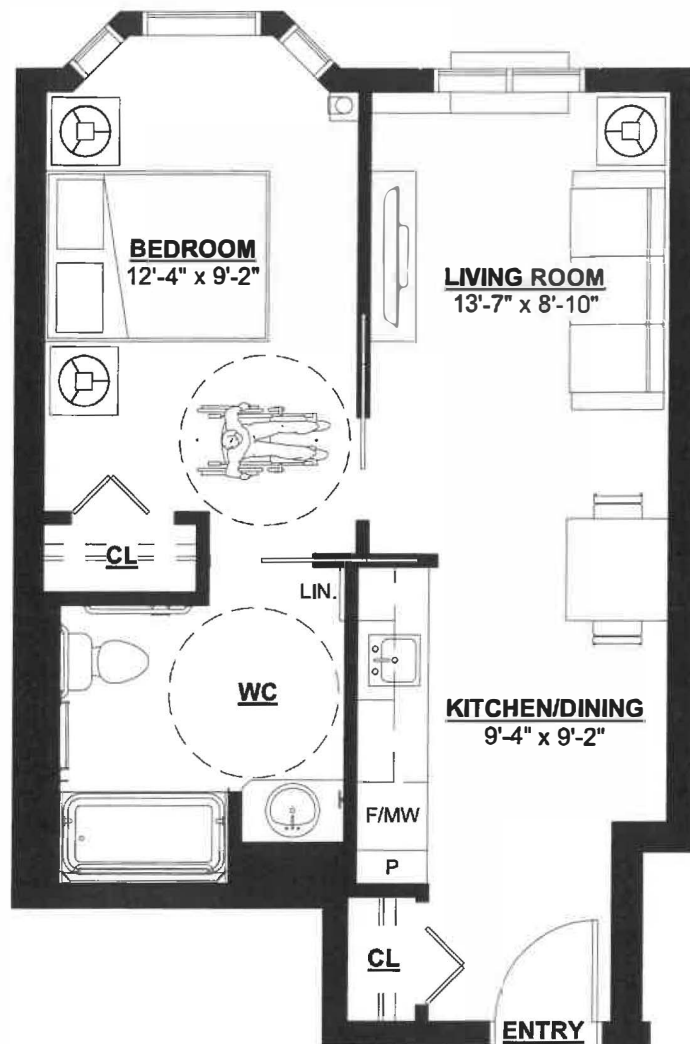 BEDROOM
12'-4" x 9'-2"
LIVING ROOM
13'-7" x 8'-10"
CL
LIN.
WC
KITCHEN/DINING
9'-4" x 9'-2"
F/MW
P
CL
ENTRY